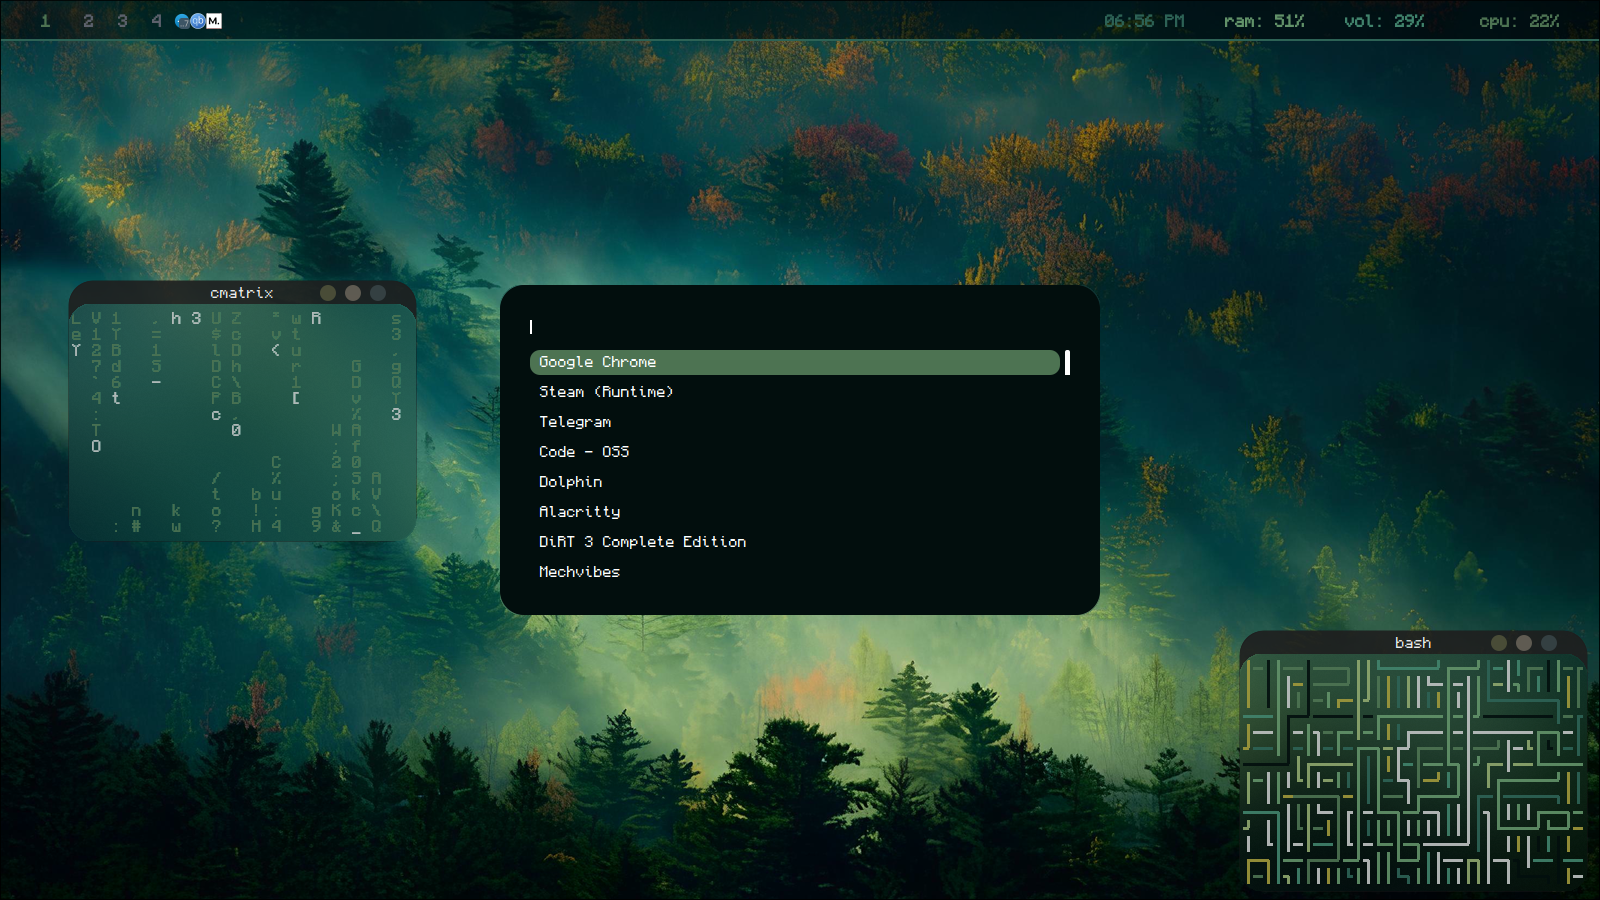 1 2 3 4 M. 06:56 PM ram: 51% vol: 29% cpu: 22%
cmatrix
Google Chrome
Steam (Runtime)
Telegram
Code - OSS
Dolphin
Alacritty
DiRT 3 Complete Edition
Mechvibes
bash